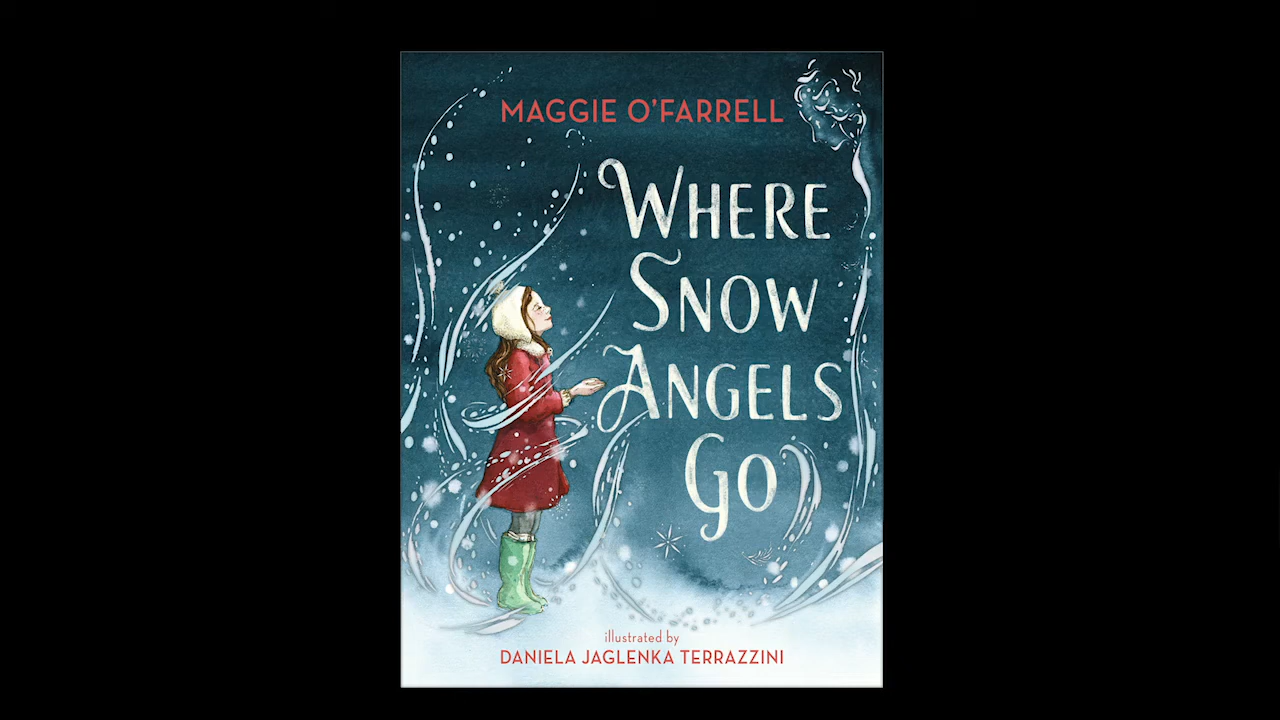 MAGGIE O'FARRELL
WHERE
SNOW
ANGELS
GO
illustrated by
DANIELA JAGLENKA TERRAZZINI